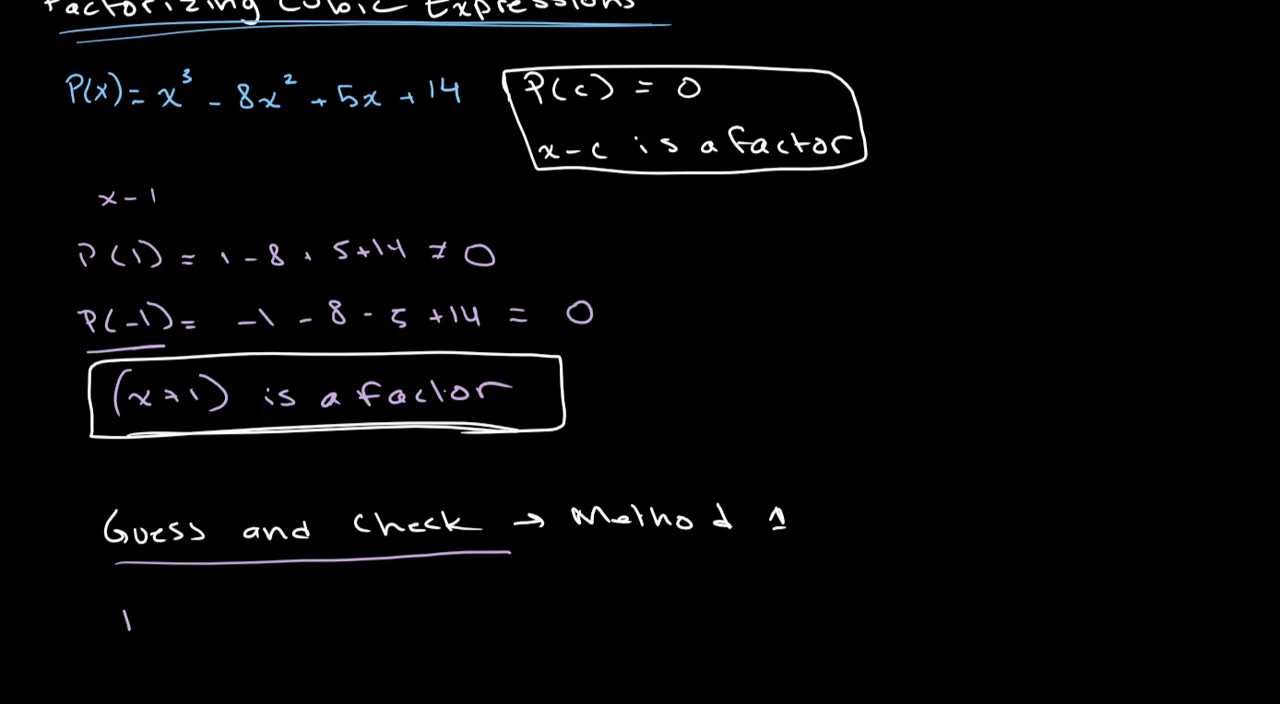 Factorizing Cubic Expressions
P(x) = x³ - 8x² + 5x + 14
P(c) = 0
x - c is a factor
x - 1
P(1) = 1 - 8 + 5 + 14 ≠ 0
P(-1) = -1 - 8 - 5 + 14 = 0
(x+1) is a factor
Guess and check → Method 1